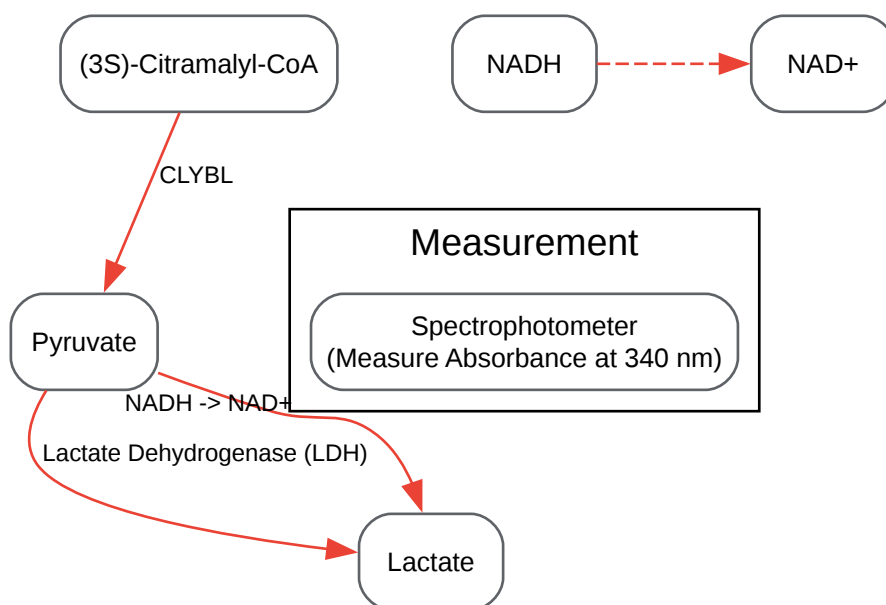 (3S)-Citramalyl-CoA
NADH
NAD+
CLYBL
Measurement
Spectrophotometer
(Measure Absorbance at 340 nm)
Pyruvate
NADH -> NAD+
Lactate Dehydrogenase (LDH)
Lactate